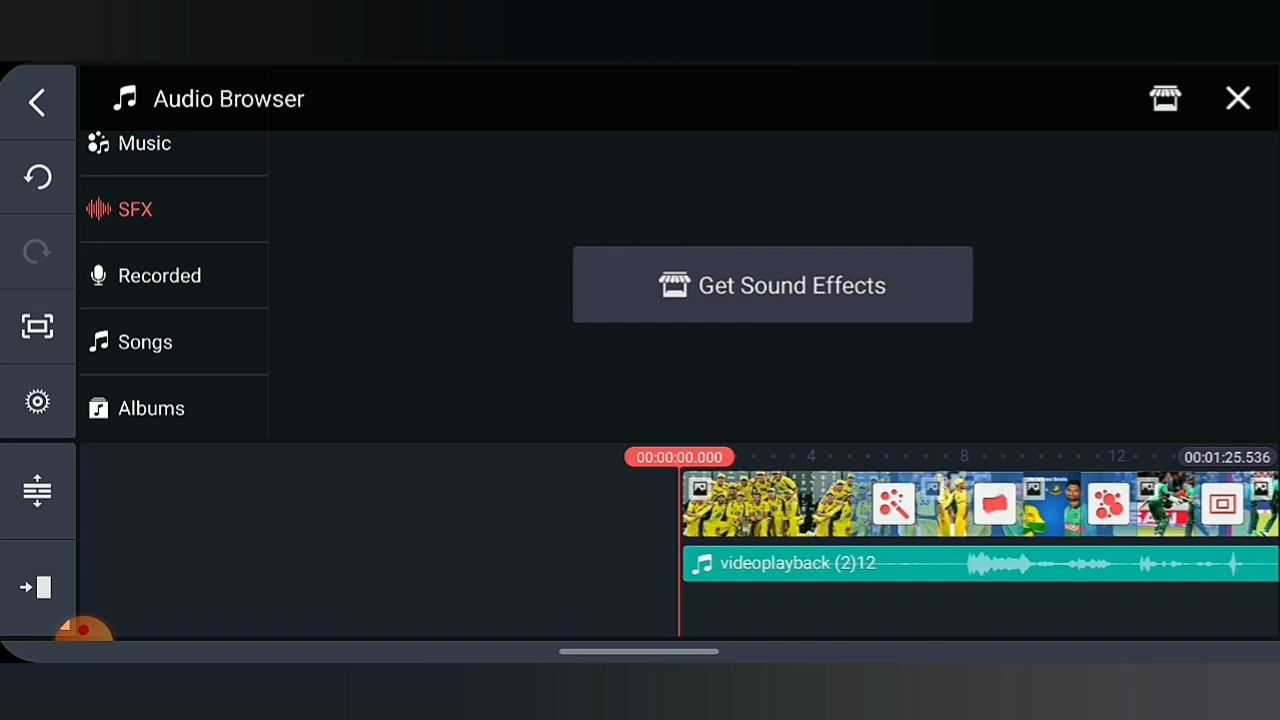 Audio Browser
Music
SFX
Recorded
Songs
Albums
Get Sound Effects
00:00:00.000
4
8
12
00:01:25.536
videoplayback (2)12